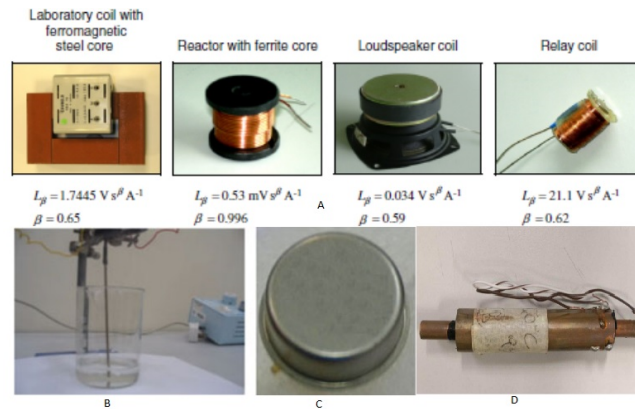 Laboratory coil with
ferromagnetic
steel core
Reactor with ferrite core
Loudspeaker coil
Relay coil
Lβ = 1.7445 V sβ A-1
β = 0.65
Lβ = 0.53 mV sβ A-1
β = 0.996
Lβ = 0.034 V sβ A-1
β = 0.59
Lβ = 21.1 V sβ A-1
β = 0.62
A
B
C
D